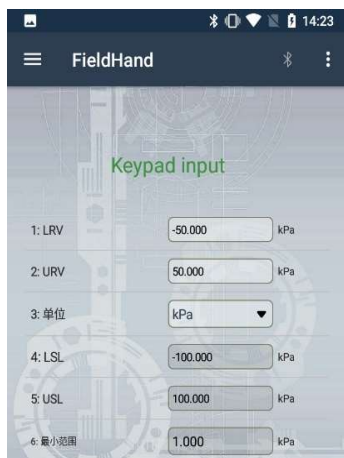 14:23
FieldHand
Keypad input
1: LRV -50.000 kPa
2: URV 50.000 kPa
3: 单位 kPa
4: LSL -100.000 kPa
5: USL 100.000 kPa
6: 最小范围 1.000 kPa